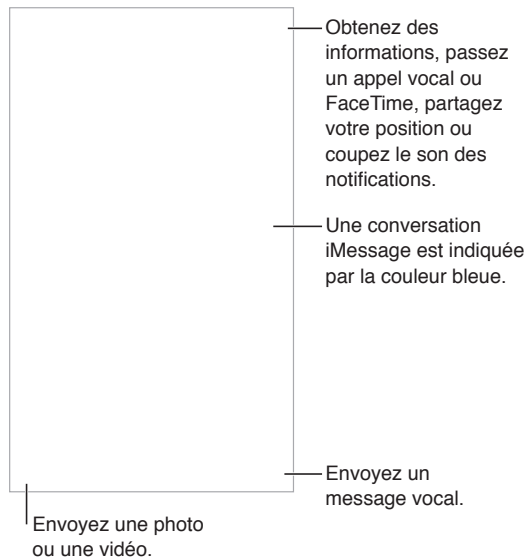 Obtenez des
informations, passez
un appel vocal ou
FaceTime, partagez
votre position ou
coupez le son des
notifications.
Une conversation
iMessage est indiquée
par la couleur bleue.
Envoyez un
message vocal.
Envoyez une photo
ou une vidéo.